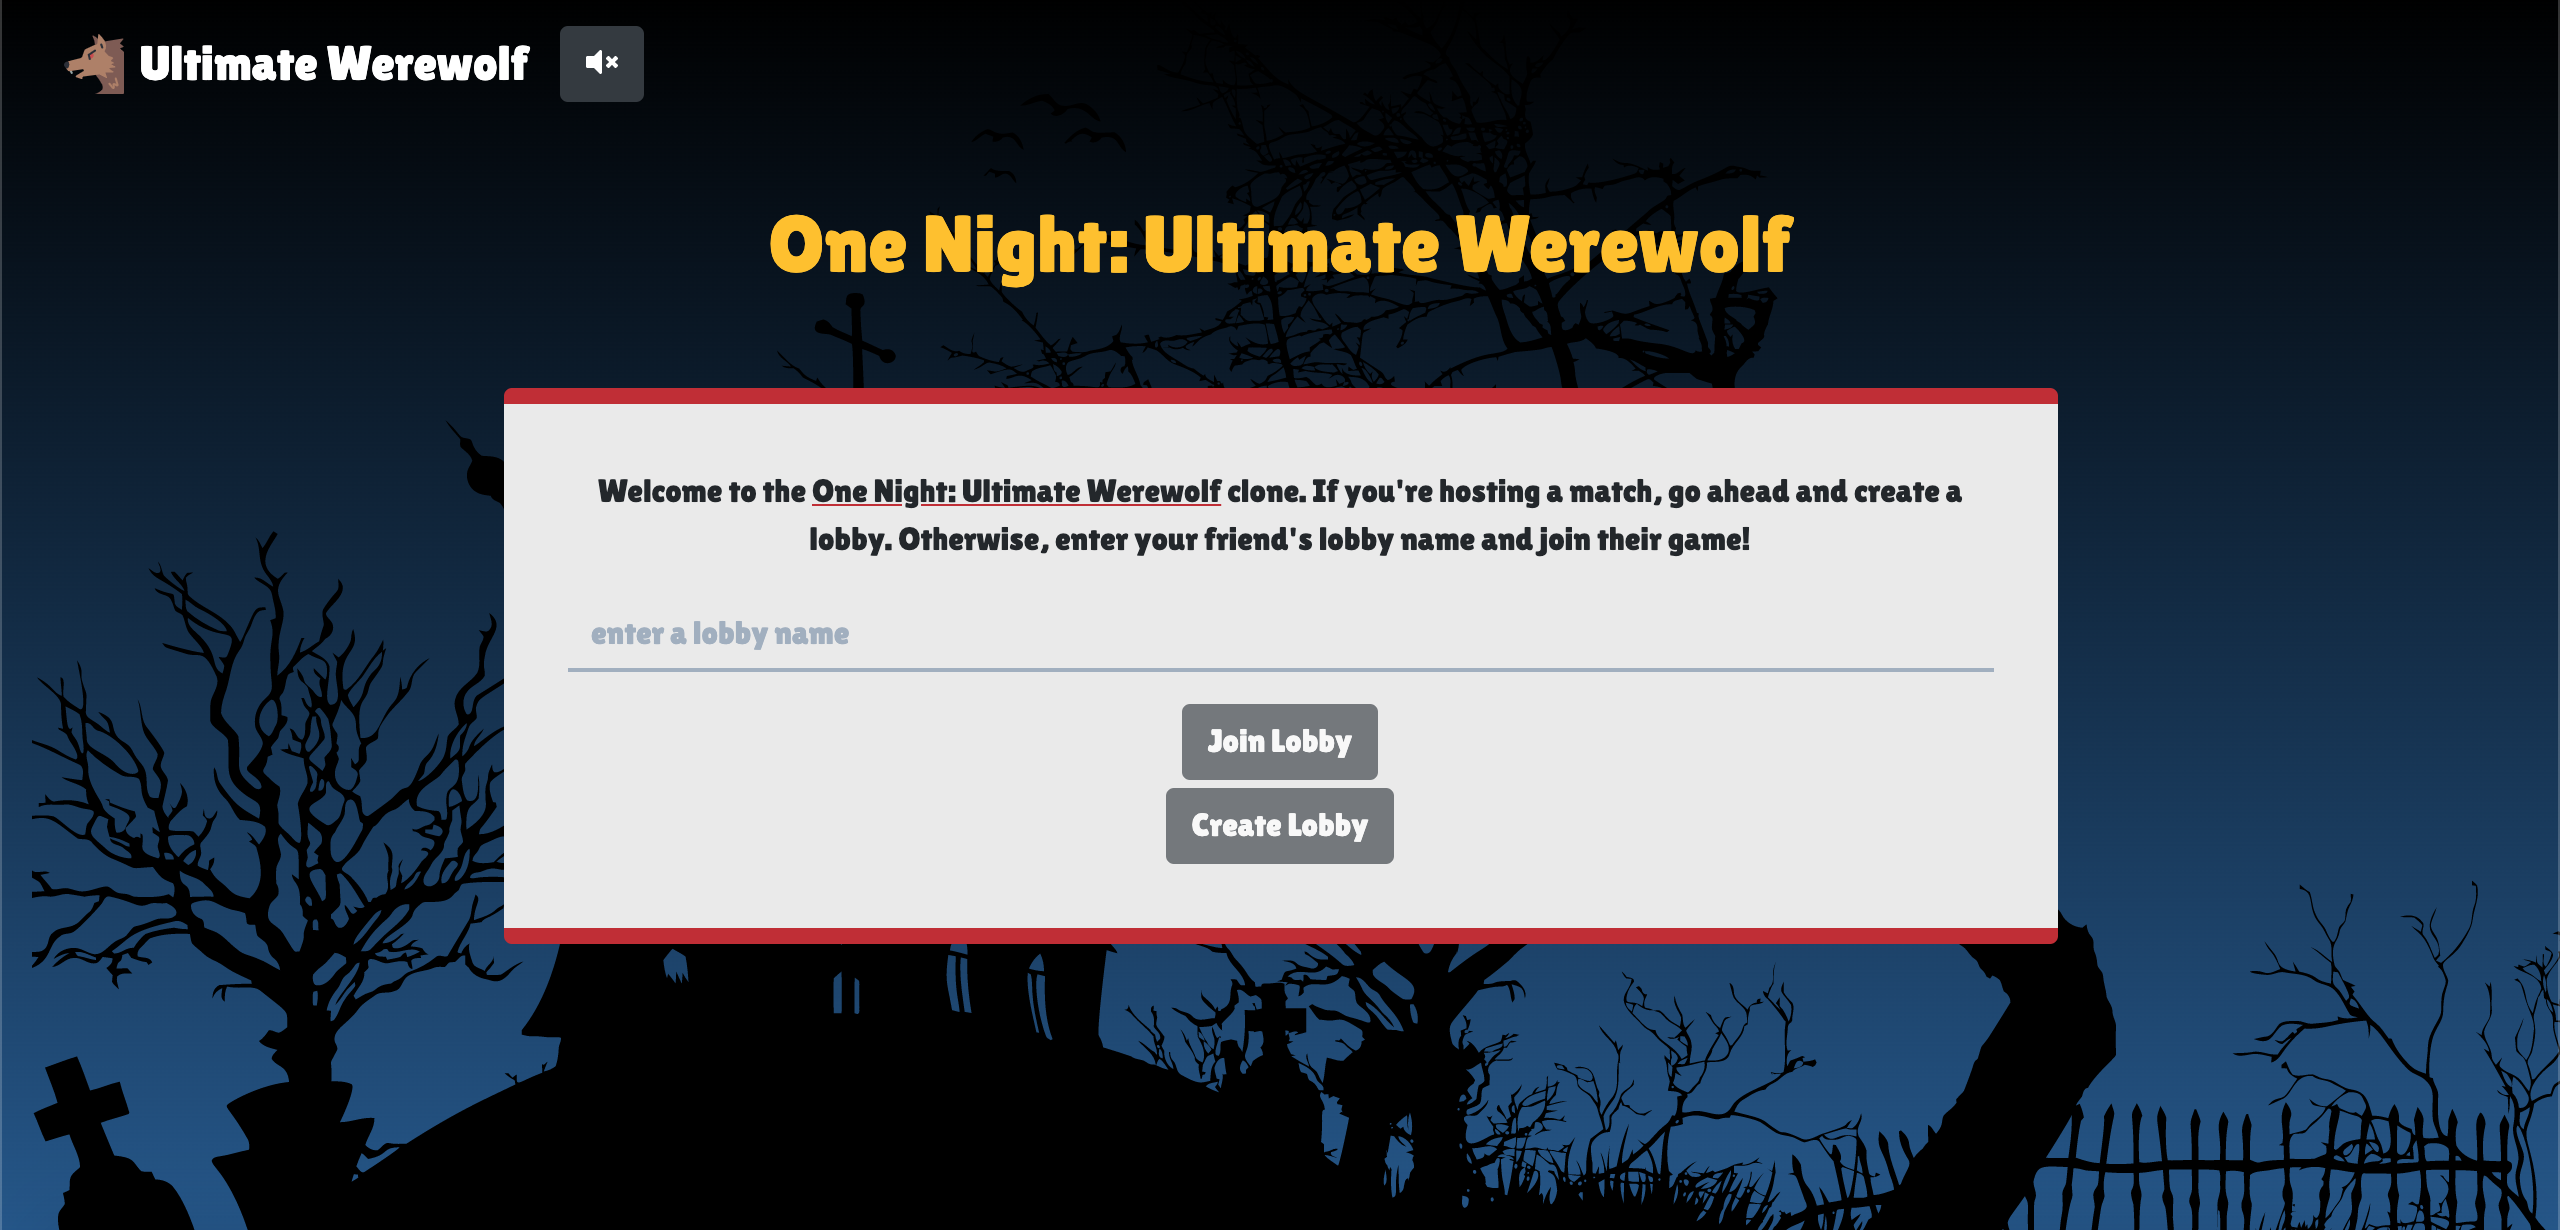 Ultimate Werewolf
One Night: Ultimate Werewolf
Welcome to the One Night: Ultimate Werewolf clone. If you're hosting a match, go ahead and create a
lobby. Otherwise, enter your friend's lobby name and join their game!
enter a lobby name
Join Lobby
Create Lobby